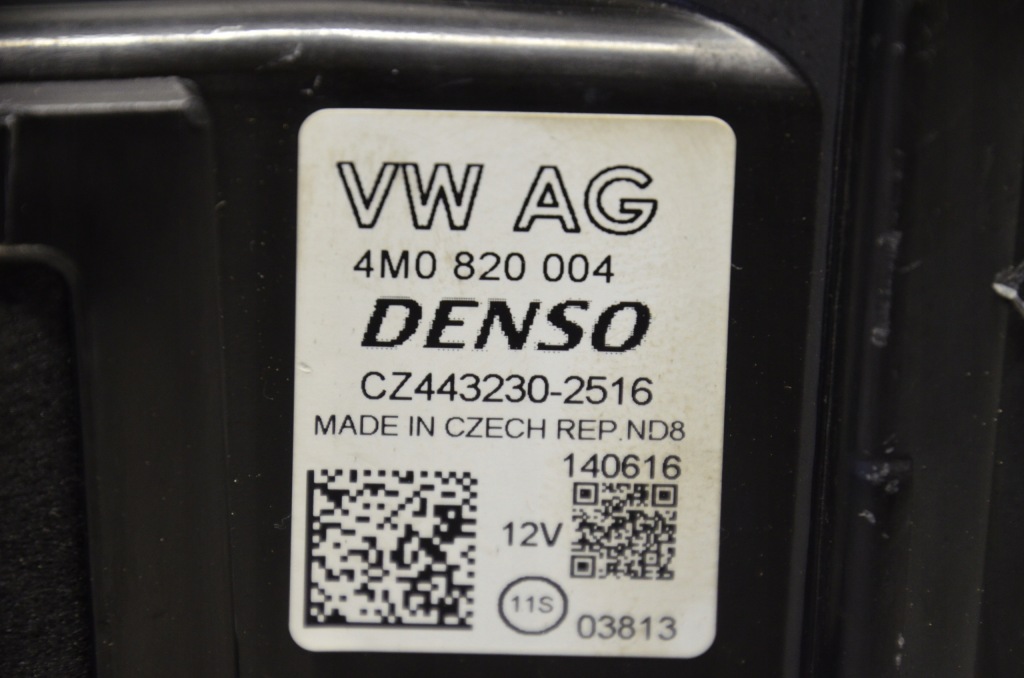 VW AG
4M0 820 004
DENSO
CZ443230-2516
MADE IN CZECH REP.ND8
140616
12V
11S
03813